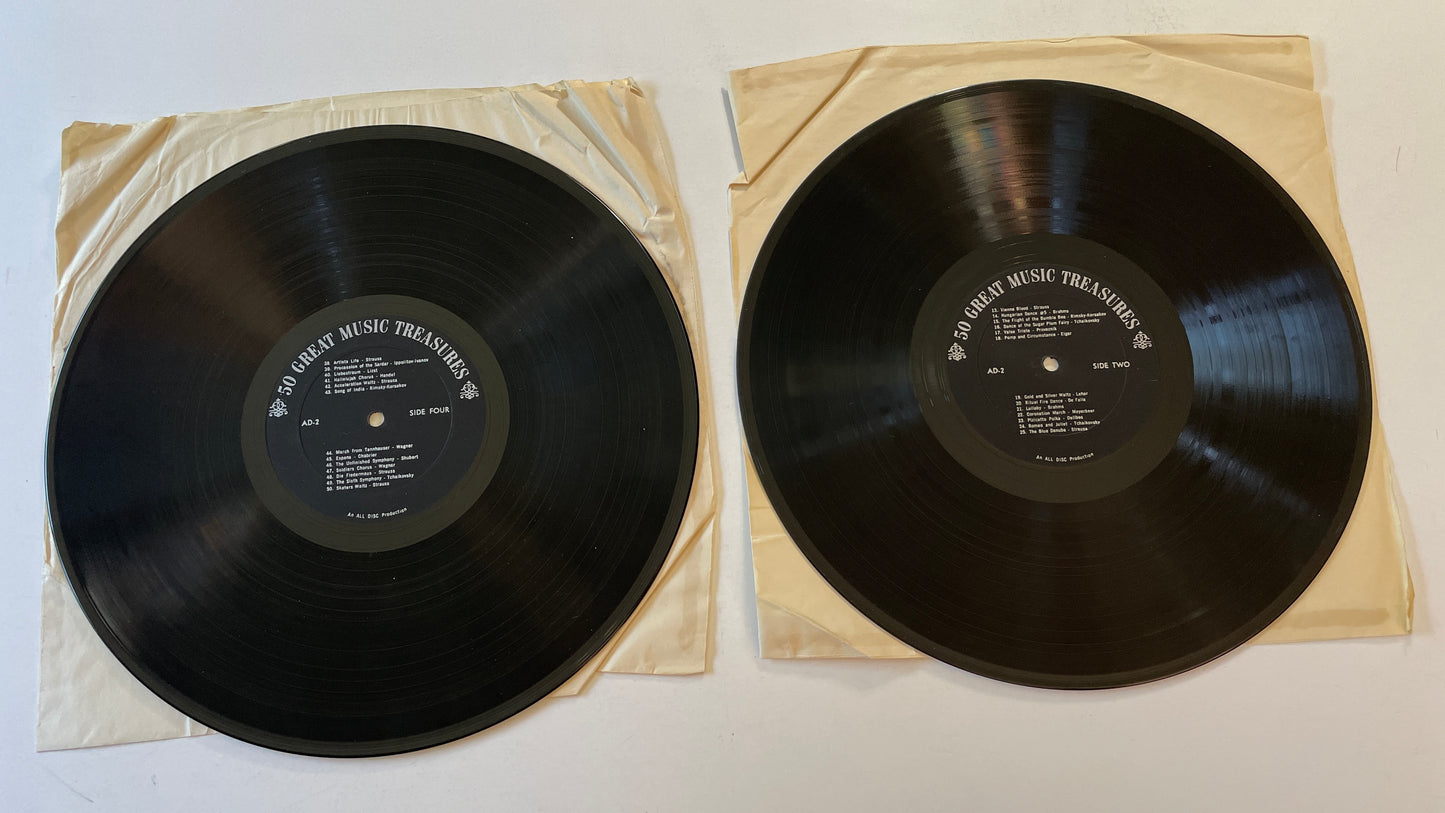 50 GREAT MUSIC TREASURES
38. Artists Life - Strauss
39. Procession of the Sardar - Ippolitov-Ivanov
40. Liebestraum - Liszt
41. Hallelujah Chorus - Handel
42. Acceleration Waltz - Strauss
43. Song of India - Rimsky-Korsakov
AD-2
SIDE FOUR
44. March from Tannhauser - Wagner
45. Espana - Chabrier
46. The Unfinished Symphony - Shubert
47. Soldiers Chorus - Wagner
48. Die Fledermaus - Strauss
49. The Sixth Symphony - Tchaikovsky
50. Skaters Waltz - Strauss
An ALL DISC Production
50 GREAT MUSIC TREASURES
13. Vienna Blood - Strauss
14. Hungarian Dance #5 - Brahms
15. The Flight of the Bumble Bee - Rimsky-Korsakov
16. Dance of the Sugar Plum Fairy - Tchaikovsky
17. Valse Triste -
18. Pomp and Circumstance - Elgar
AD-2
SIDE TWO
19. Gold and Silver Waltz - Lehar
20. Ritual Fire Dance - De Falla
21. Lullaby - Brahms
22. Coronation March - Meyerbeer
23. Pizicatto Polka - Delibes
24. Romeo and Juliet - Tchaikovsky
25. The Blue Danube - Strauss
An ALL DISC Production